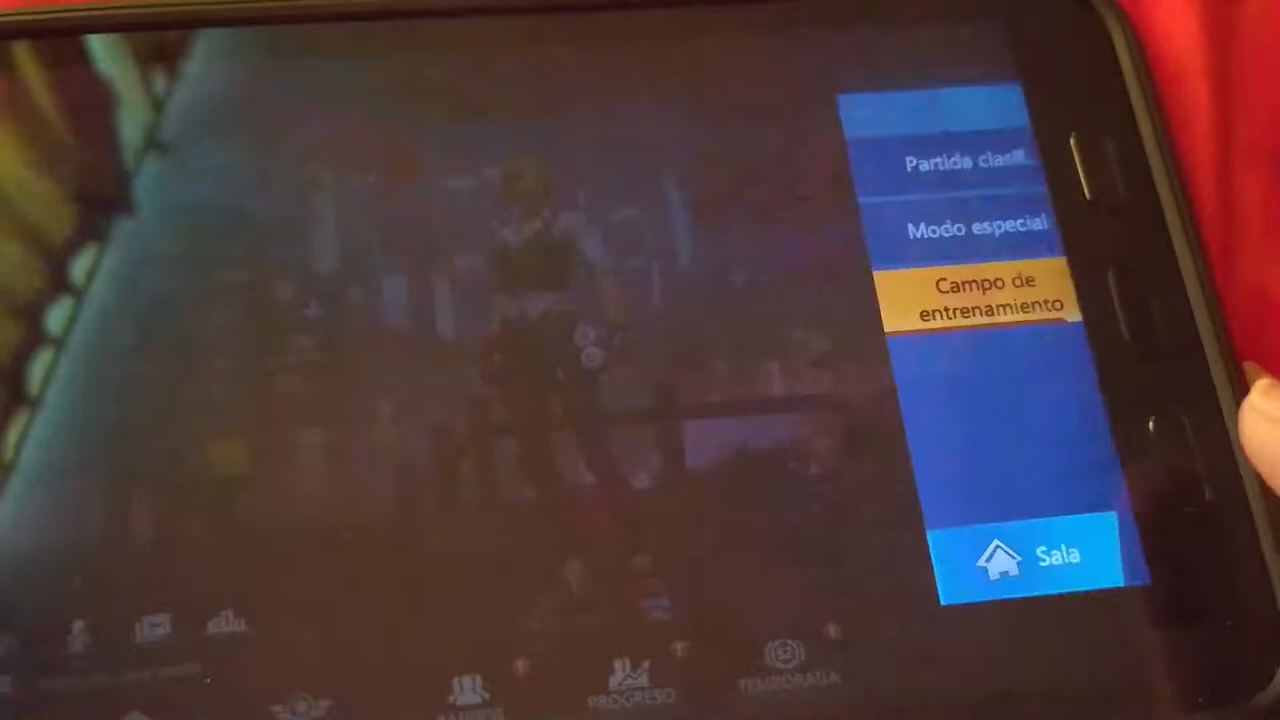 Partida clasif.
Modo especial
Campo de
entrenamiento
Sala
PROGRESO
TEMPORADA